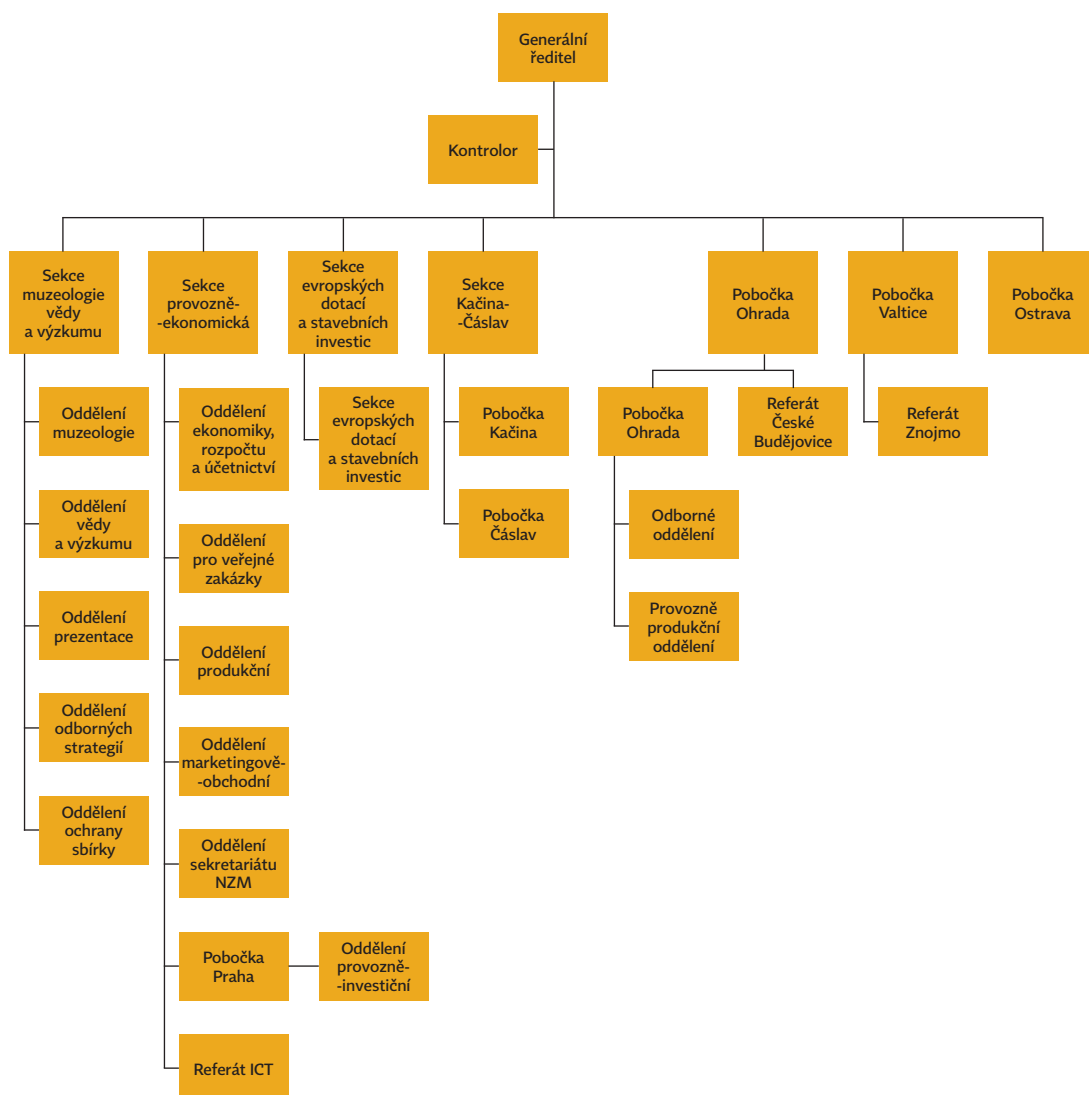 Generální
ředitel
Kontrolor
Sekce
muzeologie
vědy
a výzkumu
Sekce
provozně-
-ekonomická
Sekce
evropských
dotací
a stavebních
investic
Sekce
Kačina-
-Čáslav
Pobočka
Ohrada
Pobočka
Valtice
Pobočka
Ostrava
Oddělení
muzeologie
Oddělení
ekonomiky,
rozpočtu
a účetnictví
Sekce
evropských
dotací
a stavebních
investic
Pobočka
Kačina
Pobočka
Ohrada
Referát
České
Budějovice
Referát
Znojmo
Oddělení
vědy
a výzkumu
Oddělení
pro veřejné
zakázky
Pobočka
Čáslav
Odborné
oddělení
Oddělení
prezentace
Oddělení
produkční
Provozně
produkční
oddělení
Oddělení
odborných
strategií
Oddělení
marketingově-
-obchodní
Oddělení
ochrany
sbírky
Oddělení
sekretariátu
NZM
Pobočka
Praha
Oddělení
provozně-
-investiční
Referát ICT